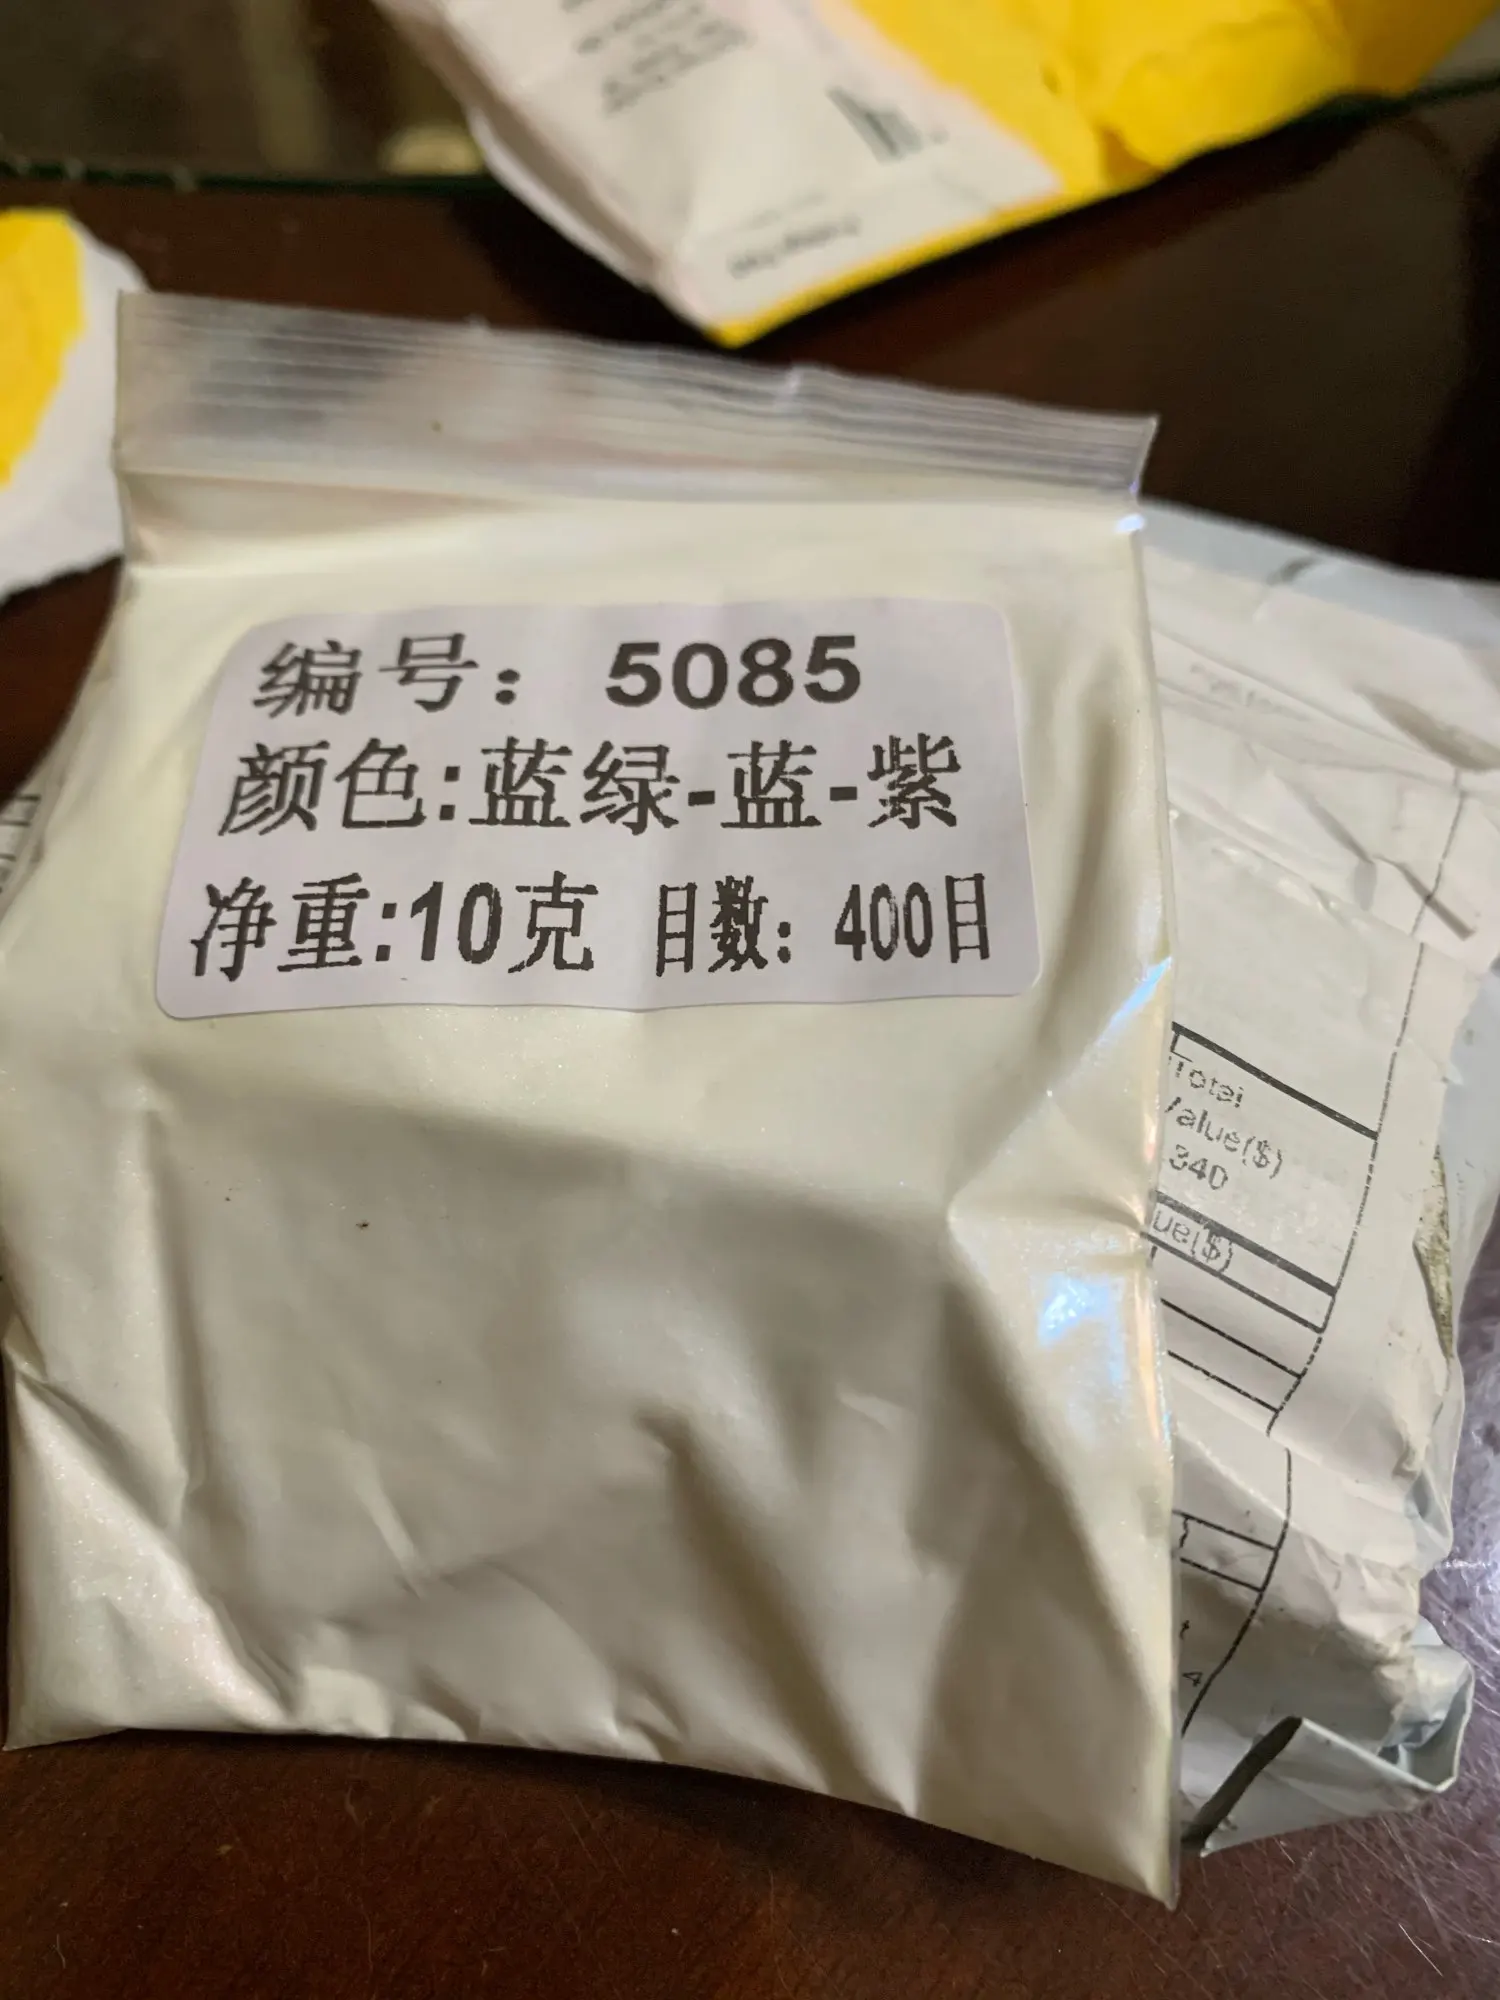 编号：5085
颜色:蓝绿-蓝-紫
净重:10克 目数：400目
Total
Value($)
340
ue($)
t
4